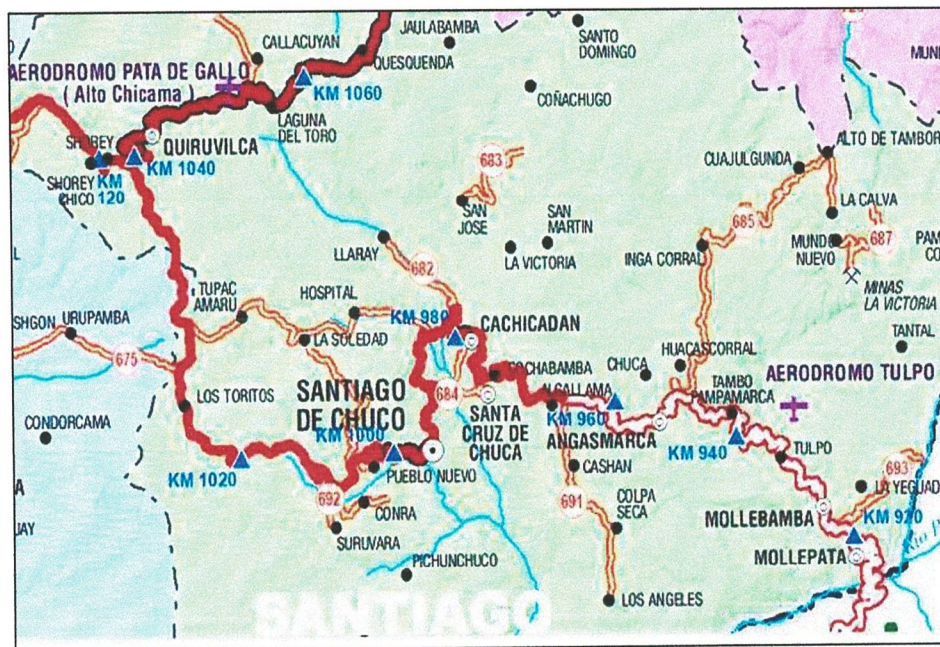 JAULABAMBA
SANTO
DOMINGO
CALLACUYAN
QUESQUENDA
AERODROMO PATA DE GALLO
( Alto Chicama )
KM 1060
COÑACHUGO
MUN
LAGUNA
DEL TORO
SHOREY
QUIRUVILCA
KM 1040
SHOREY
CHICO
KM
120
683
ALTO DE TAMBOR
CUAJULGUNDA
SAN
JOSE
SAN
MARTIN
LA VICTORIA
LLARAY
682
685
LA CALVA
INGA CORRAL
MUNDO
NUEVO
687
PAM
CO
MINAS
LA VICTORIA
TUPAC
AMARU
HOSPITAL
KM 980
CACHICADAN
SHGON
URUPAMBA
LA SOLEDAD
675
COCHABAMBA
CHUCA
HUACASCORRAL
TANTAL
AERODROMO TULPO
LOS TORITOS
SANTIAGO
DE CHUCO
684
SANTA
CRUZ DE
CHUCA
ALGALLAMA
KM 960
ANGASMARCA
TAMBO
PAMPAMARCA
CONDORCAMA
KM 1000
KM 940
TULPO
KM 1020
PUEBLO NUEVO
CASHAN
693
LA YEGUAD
692
CONRA
691
COLPA
SECA
MOLLEBAMBA
KM 920
UAY
SURUVARA
MOLLEPATA
Río
PICHUNCHUCO
LOS ANGELES
SANTIAGO